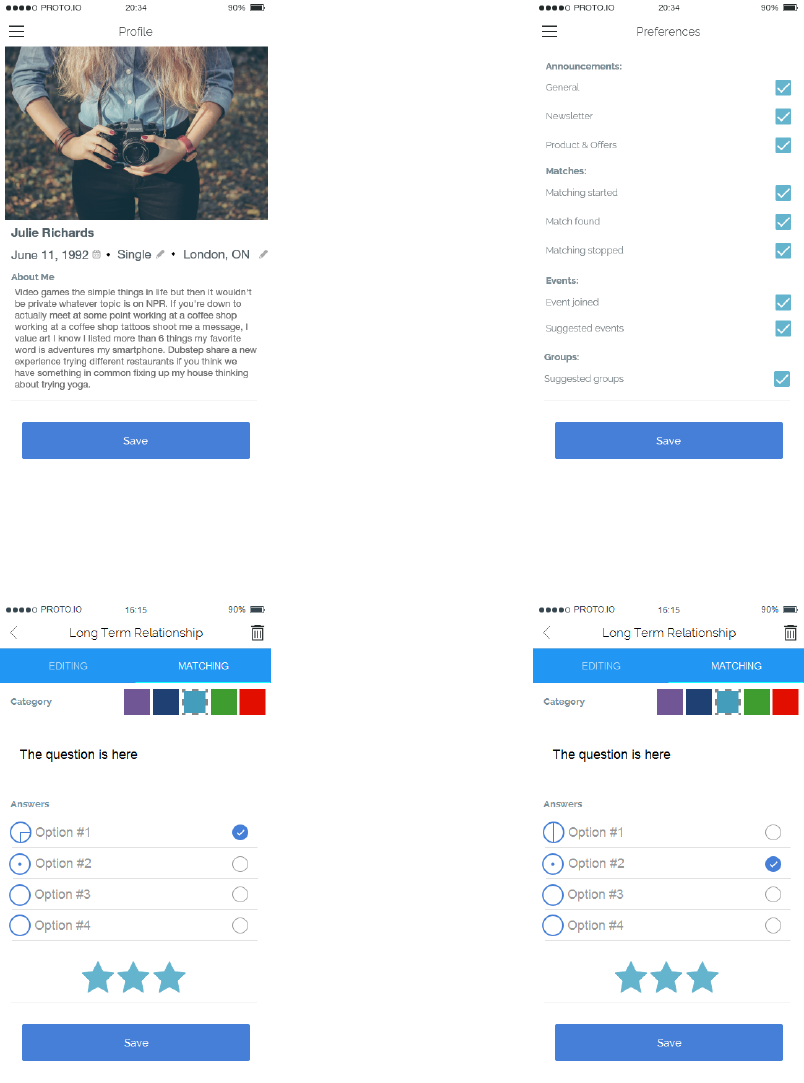 PROTO.IO 20:34 90%
Profile
Julie Richards
June 11, 1992 • Single • London, ON
About Me
Video games the simple things in life but then it wouldn't
be private whatever topic is on NPR. If you're down to
actually meet at some point working at a coffee shop
working at a coffee shop tattoos shoot me a message, I
value art I know I listed more than 6 things my favorite
word is adventures my smartphone. Dubstep share a new
experience trying different restaurants if you think we
have something in common fixing up my house thinking
about trying yoga.
Save
PROTO.IO 20:34 90%
Preferences
Announcements:
General
Newsletter
Product & Offers
Matches:
Matching started
Match found
Matching stopped
Events:
Event joined
Suggested events
Groups:
Suggested groups
Save
PROTO.IO 16:15 90%
Long Term Relationship
EDITING MATCHING
Category
The question is here
Answers
Option #1
Option #2
Option #3
Option #4
Save
PROTO.IO 16:15 90%
Long Term Relationship
EDITING MATCHING
Category
The question is here
Answers
Option #1
Option #2
Option #3
Option #4
Save